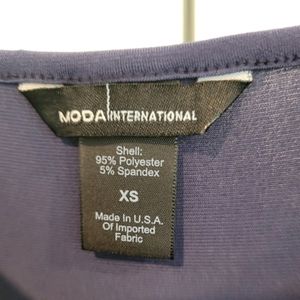 MODA INTERNATIONAL
Shell:
95% Polyester
5% Spandex
XS
Made In U.S.A.
Of Imported
Fabric